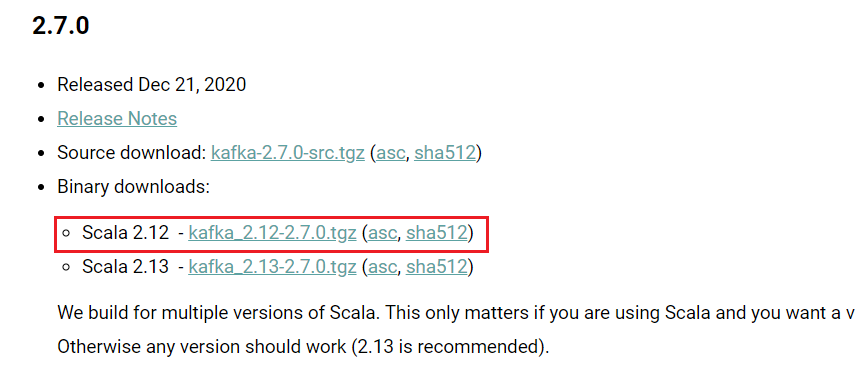 2.7.0
Released Dec 21, 2020
Release Notes
Source download: kafka-2.7.0-src.tgz (asc, sha512)
Binary downloads:
Scala 2.12 - kafka_2.12-2.7.0.tgz (asc, sha512)
Scala 2.13 - kafka_2.13-2.7.0.tgz (asc, sha512)
We build for multiple versions of Scala. This only matters if you are using Scala and you want a v
Otherwise any version should work (2.13 is recommended).